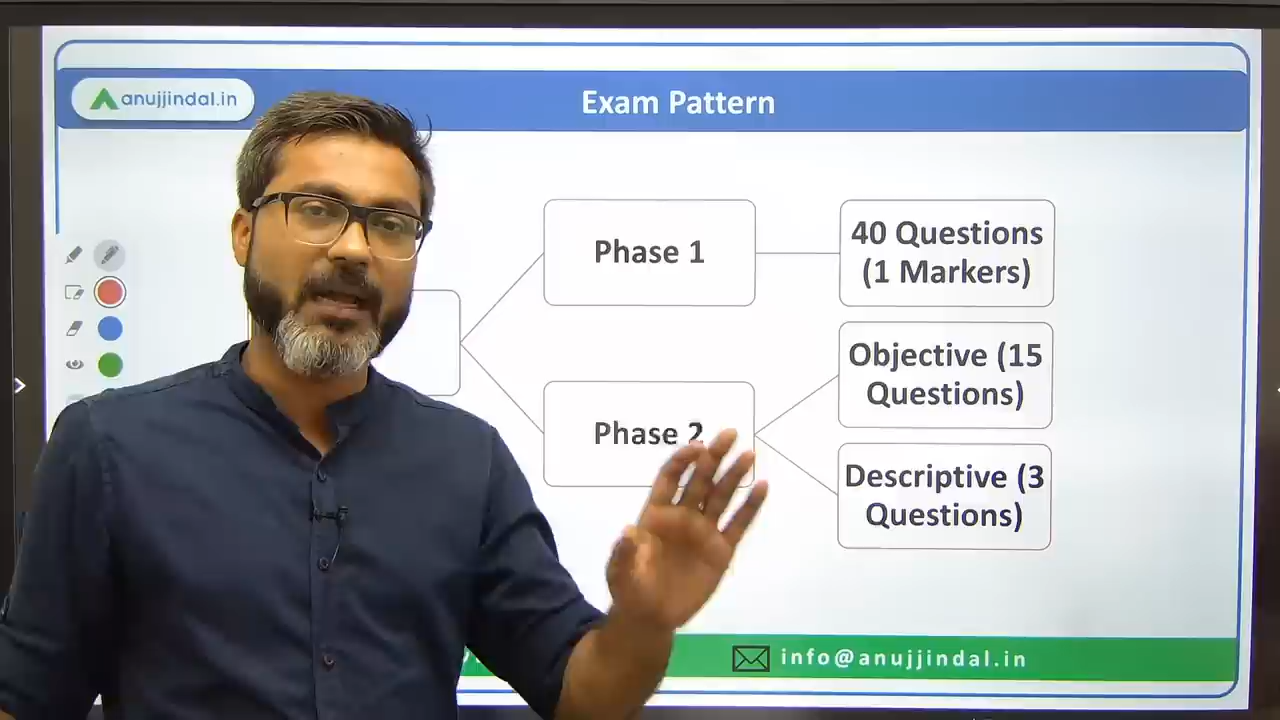 anujjindal.in
Exam Pattern
Phase 1
40 Questions
(1 Markers)
Objective (15
Questions)
Phase 2
Descriptive (3
Questions)
info@anujjindal.in